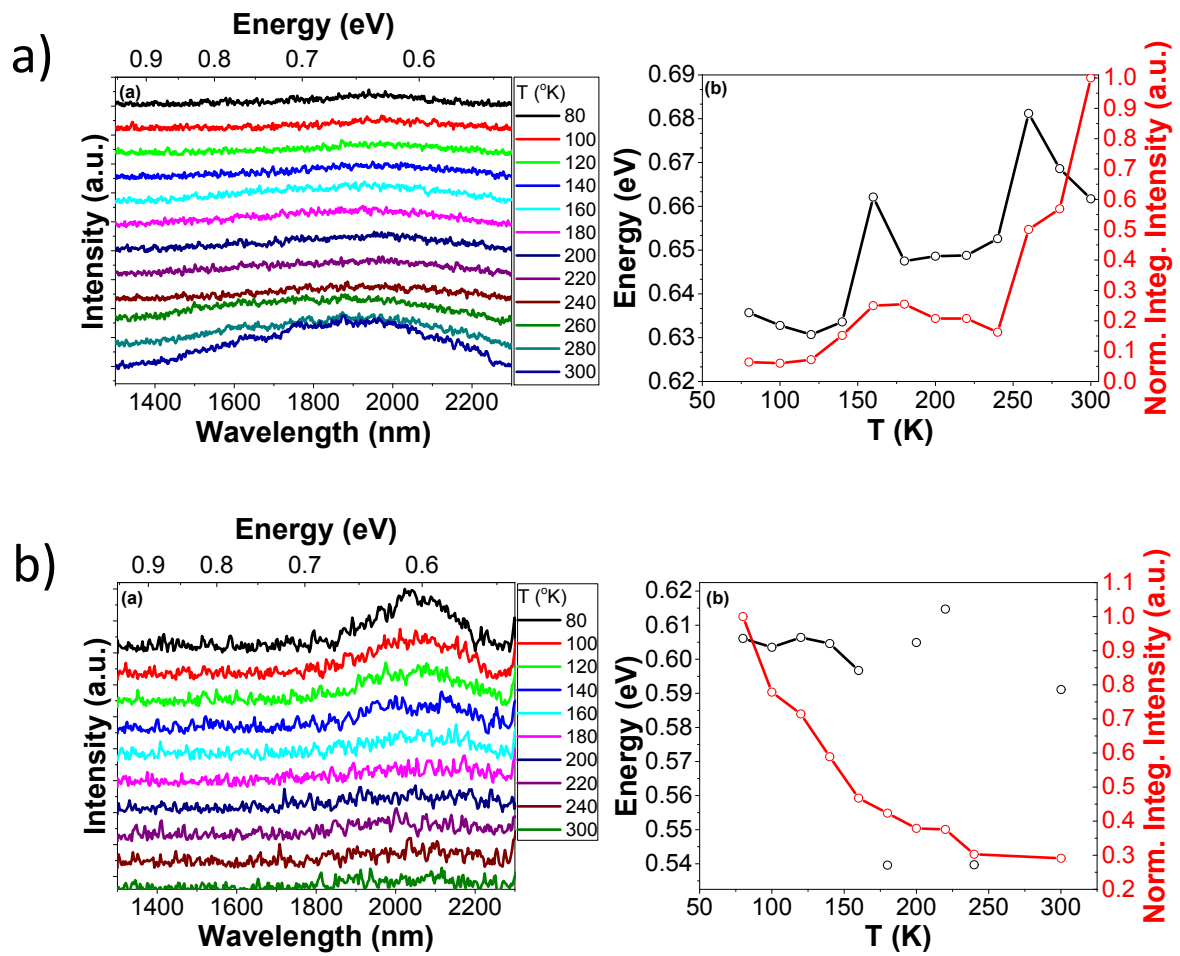 a)
Energy (eV)
0.9 0.8 0.7 0.6
(a)
T (°K)
80
100
120
140
160
180
200
220
240
260
280
300
Intensity (a.u.)
1400 1600 1800 2000 2200
Wavelength (nm)
(b)
0.69
0.68
0.67
0.66
0.65
0.64
0.63
0.62
Energy (eV)
1.0
0.9
0.8
0.7
0.6
0.5
0.4
0.3
0.2
0.1
0.0
Norm. Integ. Intensity (a.u.)
50 100 150 200 250 300
T (K)
b)
Energy (eV)
0.9 0.8 0.7 0.6
(a)
T (°K)
80
100
120
140
160
180
200
220
240
300
Intensity (a.u.)
1400 1600 1800 2000 2200
Wavelength (nm)
(b)
0.62
0.61
0.60
0.59
0.58
0.57
0.56
0.55
0.54
Energy (eV)
1.1
1.0
0.9
0.8
0.7
0.6
0.5
0.4
0.3
0.2
Norm. Integ. Intensity (a.u.)
50 100 150 200 250 300
T (K)